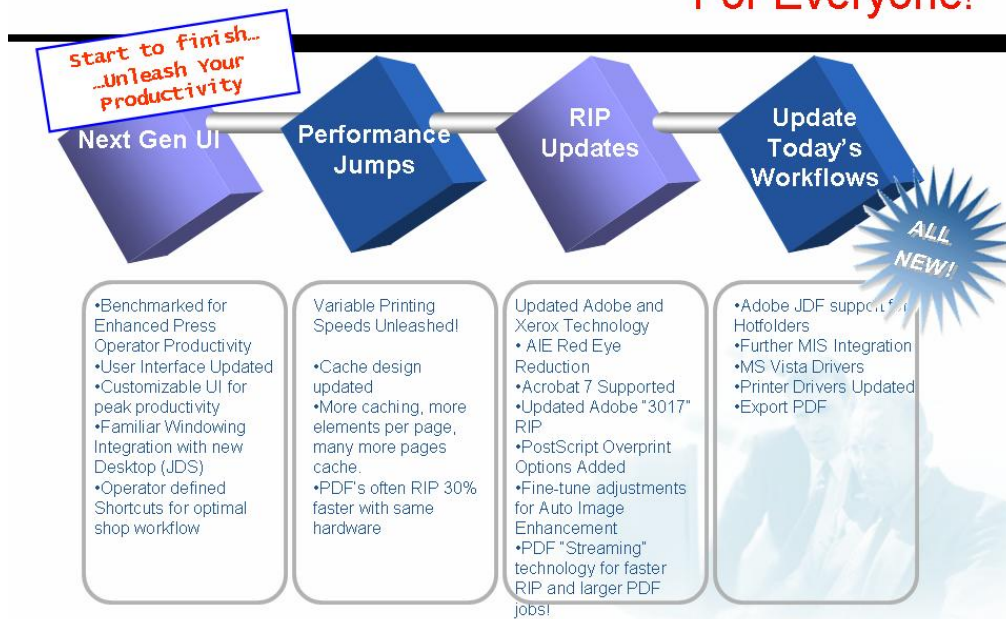 For Everyone!
Start to finish…
…Unleash Your
Productivity
Next Gen UI
Performance
Jumps
RIP
Updates
Update
Today's
Workflows
ALL
NEW!
•Benchmarked for
Enhanced Press
Operator Productivity
•User Interface Updated
•Customizable UI for
peak productivity
•Familiar Windowing
Integration with new
Desktop (JDS)
•Operator defined
Shortcuts for optimal
shop workflow
Variable Printing
Speeds Unleashed!
•Cache design
updated
•More caching, more
elements per page,
many more pages
cache.
•PDF's often RIP 30%
faster with same
hardware
Updated Adobe and
Xerox Technology
• AIE Red Eye
Reduction
•Acrobat 7 Supported
•Updated Adobe "3017"
RIP
•PostScript Overprint
Options Added
•Fine-tune adjustments
for Auto Image
Enhancement
•PDF "Streaming"
technology for faster
RIP and larger PDF
jobs!
•Adobe JDF support for
Hotfolders
•Further MIS Integration
•MS Vista Drivers
•Printer Drivers Updated
•Export PDF